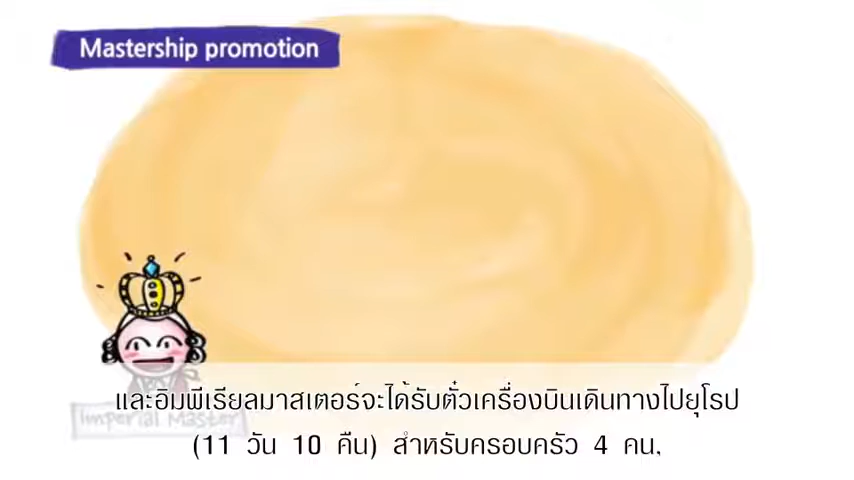 Mastership promotion
Imperial Master
และอิมพีเรียลมาสเตอร์จะได้รับตั๋วเครื่องบินเดินทางไปยุโรป
(11 วัน 10 คืน) สำหรับครอบครัว 4 คน,